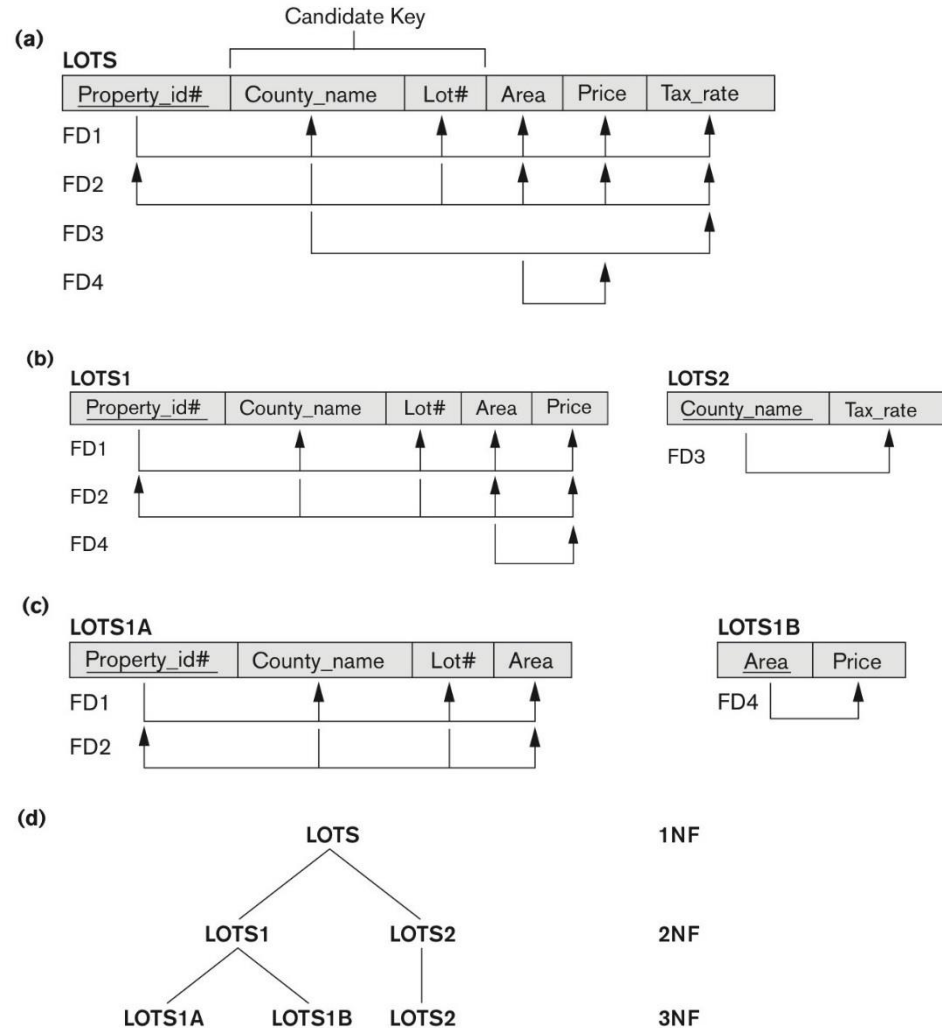 Candidate Key
(a)
LOTS
Property_id# County_name Lot# Area Price Tax_rate
FD1
FD2
FD3
FD4
(b)
LOTS1 LOTS2
Property_id# County_name Lot# Area Price County_name Tax_rate
FD1 FD3
FD2
FD4
(c)
LOTS1A LOTS1B
Property_id# County_name Lot# Area Area Price
FD1 FD4
FD2
(d)
LOTS 1NF
LOTS1 LOTS2 2NF
LOTS1A LOTS1B LOTS2 3NF